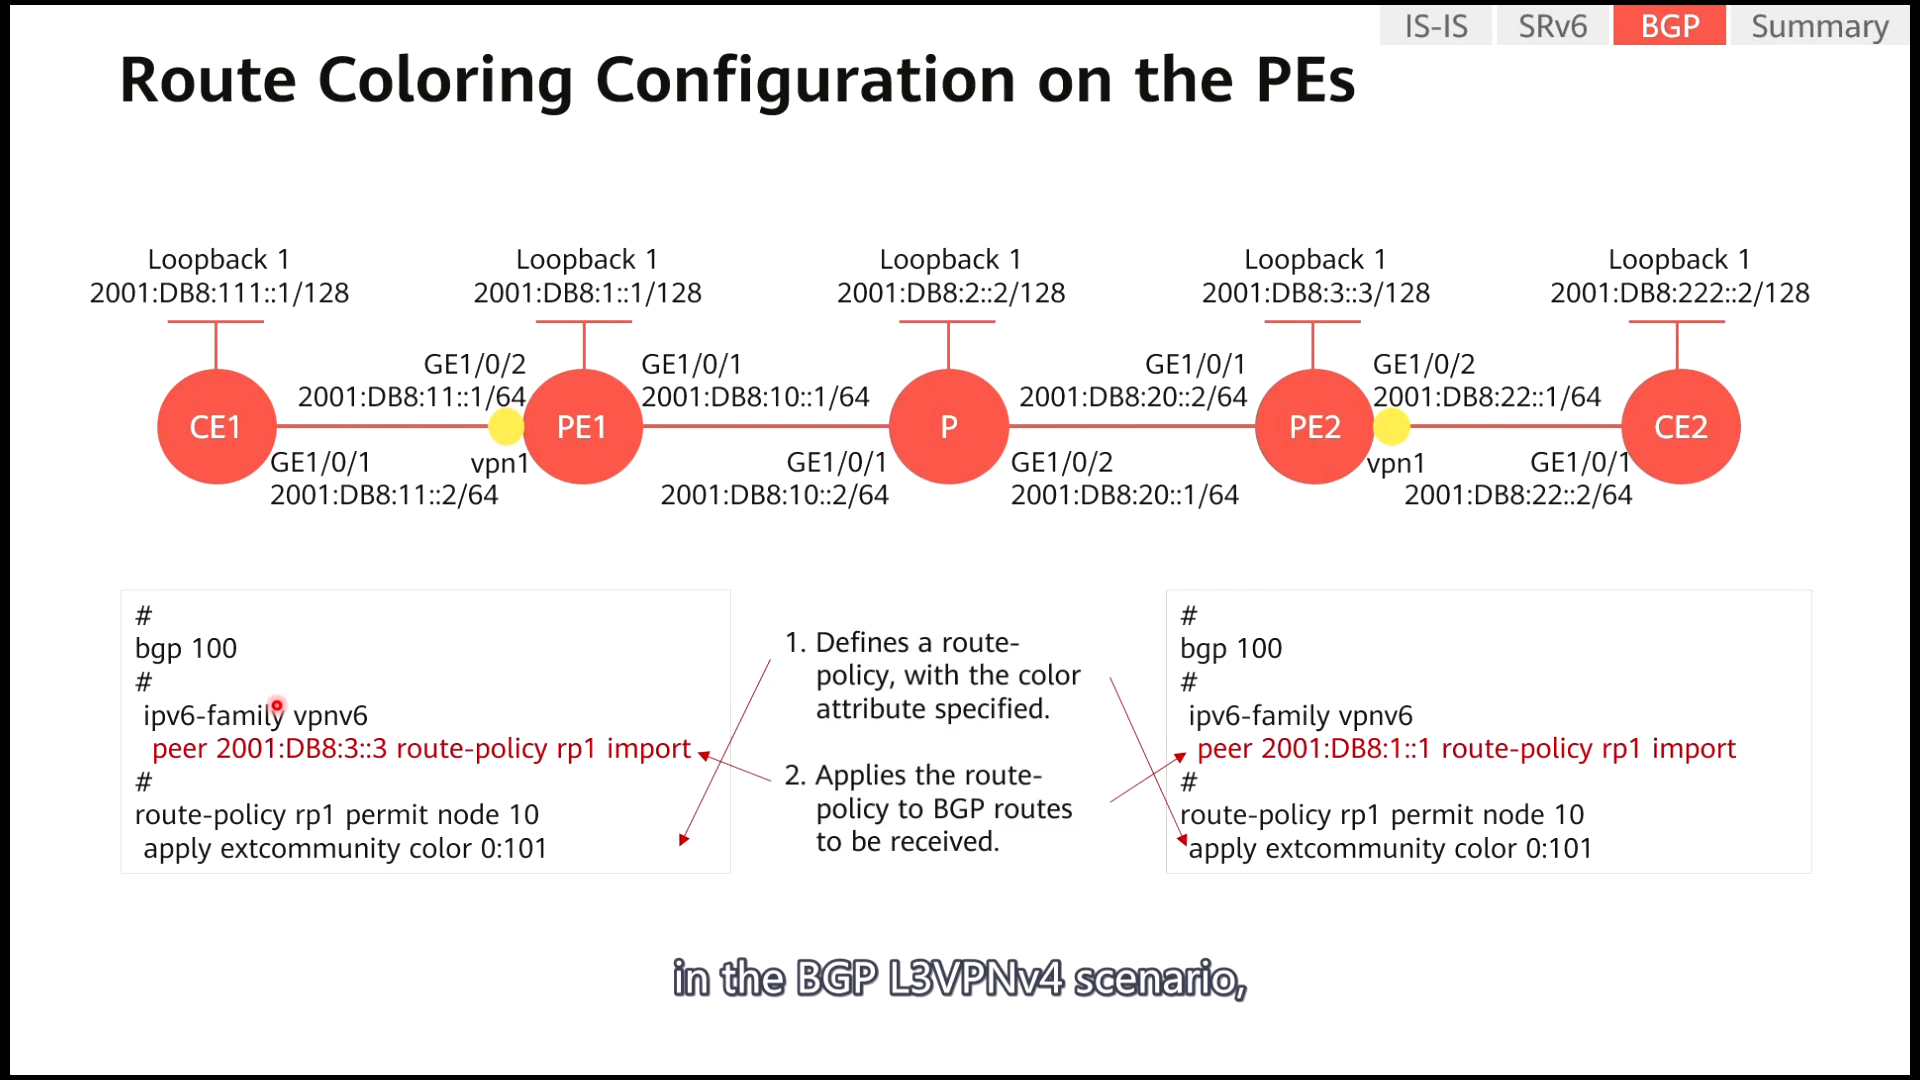 IS-IS SRv6 BGP Summary
Route Coloring Configuration on the PEs
Loopback 1
2001:DB8:111::1/128
Loopback 1
2001:DB8:1::1/128
Loopback 1
2001:DB8:2::2/128
Loopback 1
2001:DB8:3::3/128
Loopback 1
2001:DB8:222::2/128
GE1/0/2
2001:DB8:11::1/64
GE1/0/1
2001:DB8:10::1/64
GE1/0/1
2001:DB8:20::2/64
GE1/0/2
2001:DB8:22::1/64
CE1
PE1
P
PE2
CE2
GE1/0/1
2001:DB8:11::2/64
vpn1
GE1/0/1
2001:DB8:10::2/64
GE1/0/2
2001:DB8:20::1/64
vpn1
GE1/0/1
2001:DB8:22::2/64
#
bgp 100
#
ipv6-family vpnv6
peer 2001:DB8:3::3 route-policy rp1 import
#
route-policy rp1 permit node 10
apply extcommunity color 0:101
1. Defines a route-
policy, with the color
attribute specified.
2. Applies the route-
policy to BGP routes
to be received.
#
bgp 100
#
ipv6-family vpnv6
peer 2001:DB8:1::1 route-policy rp1 import
#
route-policy rp1 permit node 10
apply extcommunity color 0:101
in the BGP L3VPNv4 scenario,